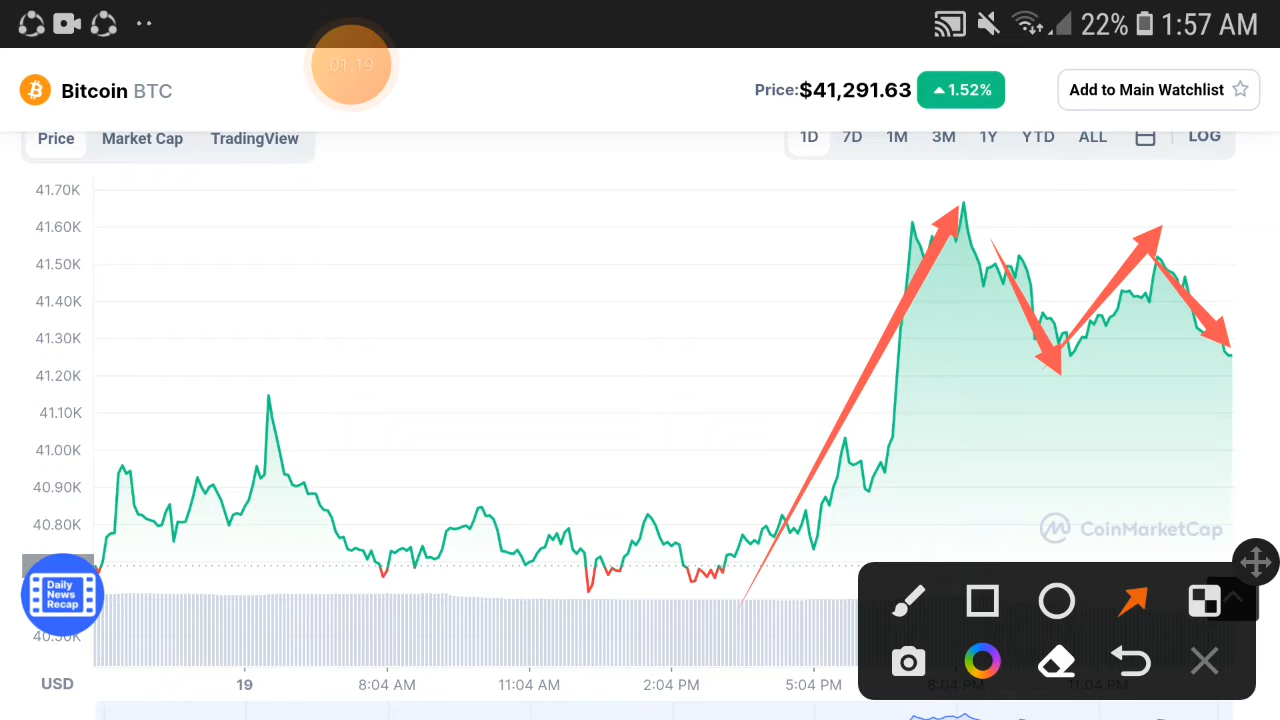 22% 1:57 AM
01:19
Bitcoin BTC
Price:$41,291.63 1.52%
Add to Main Watchlist
Price Market Cap TradingView
1D 7D 1M 3M 1Y YTD ALL LOG
41.70K
41.60K
41.50K
41.40K
41.30K
41.20K
41.10K
41.00K
40.90K
40.80K
CoinMarketCap
Daily
News
Recap
USD 19 8:04 AM 11:04 AM 2:04 PM 5:04 PM 8:04 PM 11:04 PM